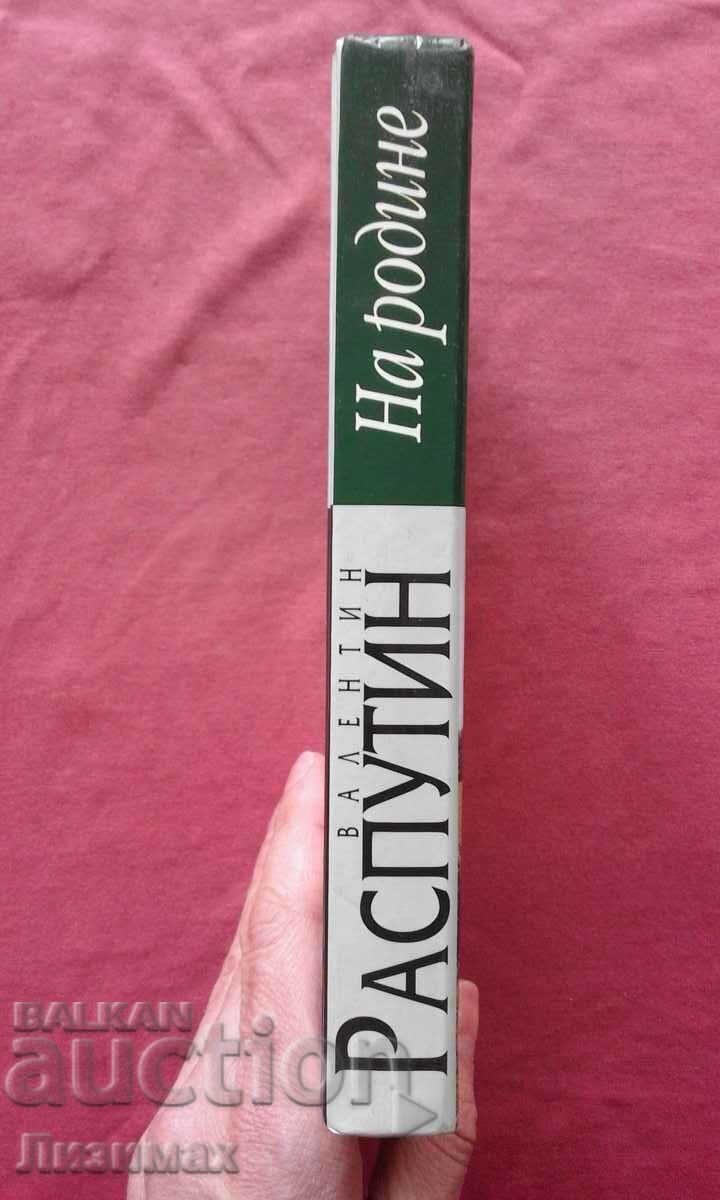 На родине
ВАЛЕНТИН
РАСПУТИН
BALKAN
auction
Лизимах